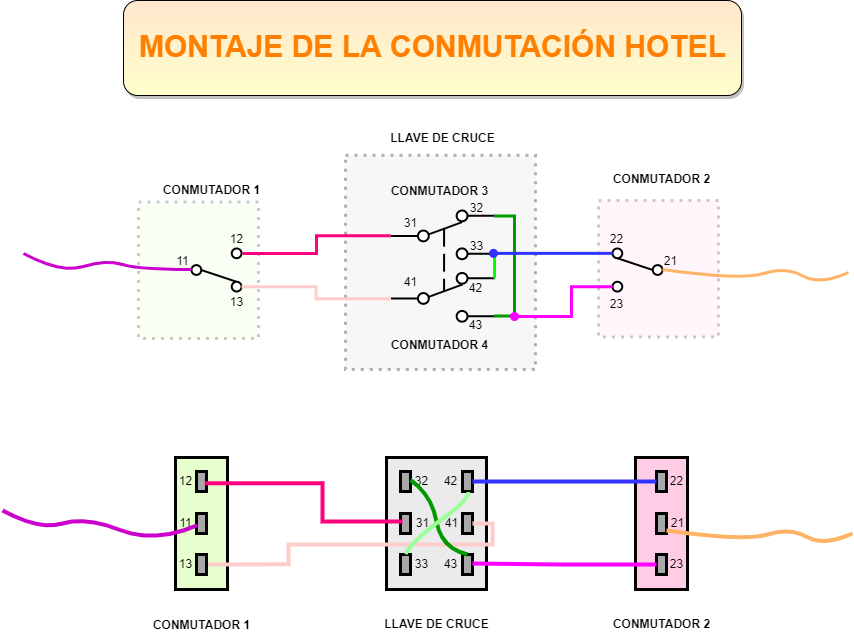 MONTAJE DE LA CONMUTACIÓN HOTEL
LLAVE DE CRUCE
CONMUTADOR 1
CONMUTADOR 3
CONMUTADOR 2
32
31
12
33
22
11
21
41
42
13
23
43
CONMUTADOR 4
12
32
42
22
11
31
41
21
13
33
43
23
CONMUTADOR 1
LLAVE DE CRUCE
CONMUTADOR 2